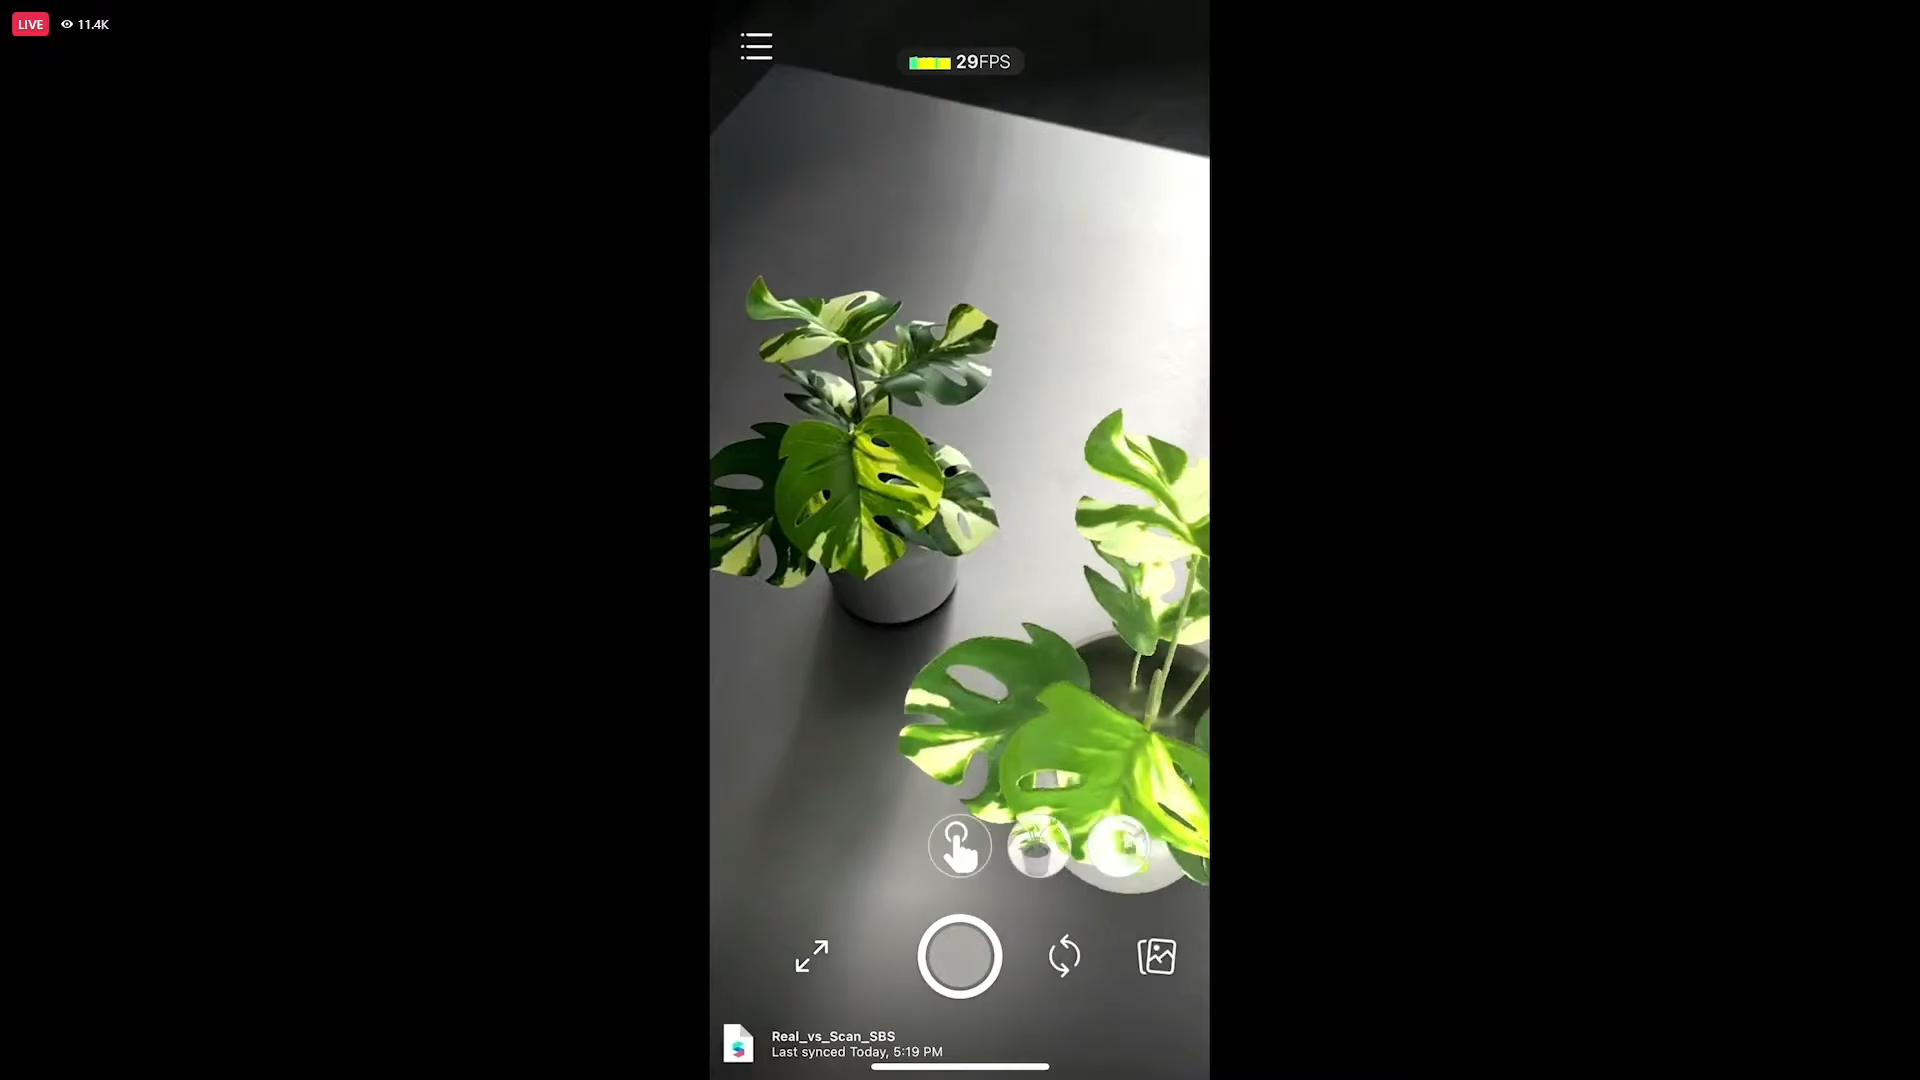 LIVE 11.4K
29FPS
Real_vs_Scan_SBS
Last synced Today, 5:19 PM